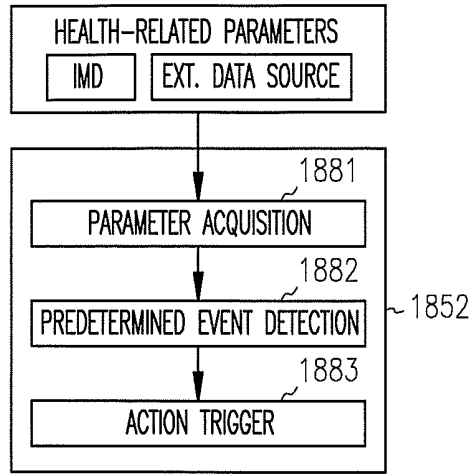 HEALTH-RELATED PARAMETERS
IMD EXT. DATA SOURCE
1881
PARAMETER ACQUISITION
1882
PREDETERMINED EVENT DETECTION
1852
1883
ACTION TRIGGER